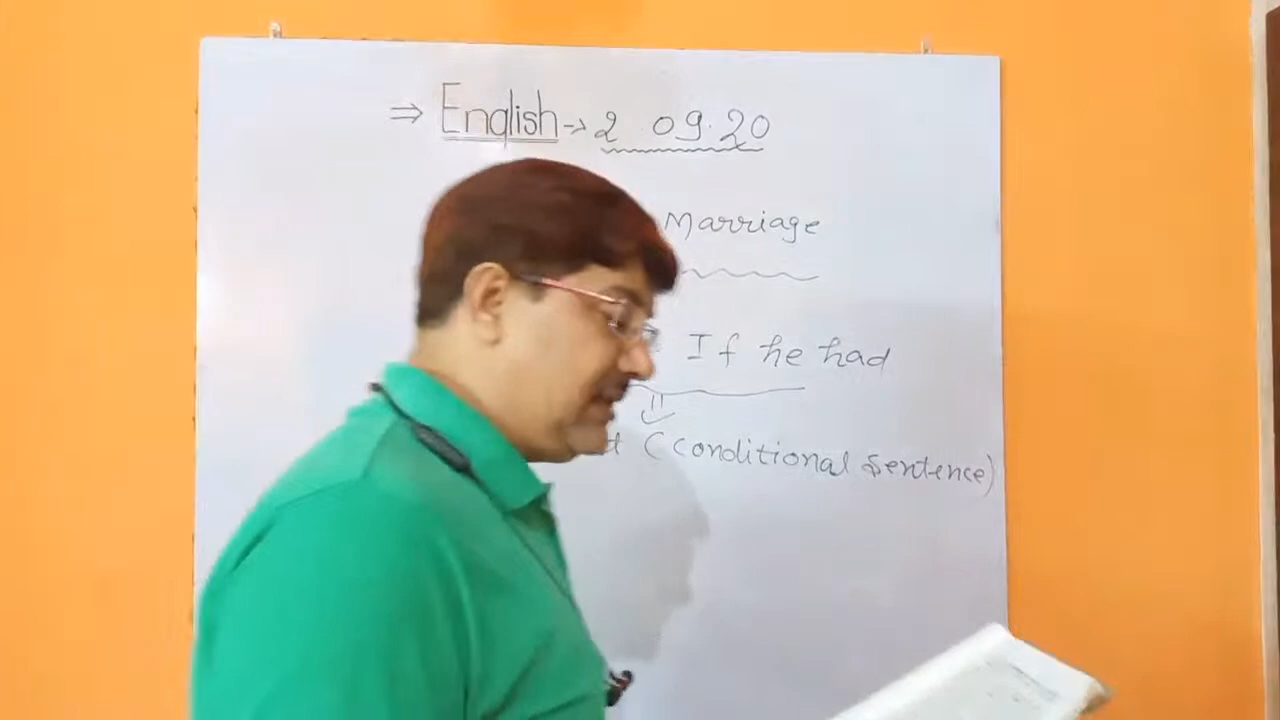 ⇒ English → 2 09.20
Marriage
If he had
(conditional sentence)